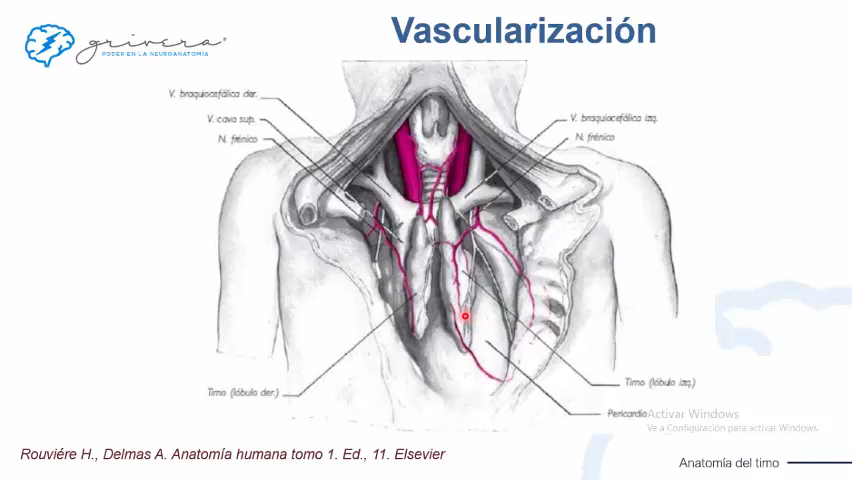 Vascularización
grivera®
PODER EN LA NEUROANATOMÍA
V. braquiocefálica der.
V. cava sup.
N. frénico
V. braquiocefálica izq.
N. frénico
Timo (lóbulo der.)
Timo (lóbulo izq.)
Pericardio
Activar Windows
Ve a Configuración para activar Windows.
Rouviére H., Delmas A. Anatomía humana tomo 1. Ed., 11. Elsevier
Anatomía del timo